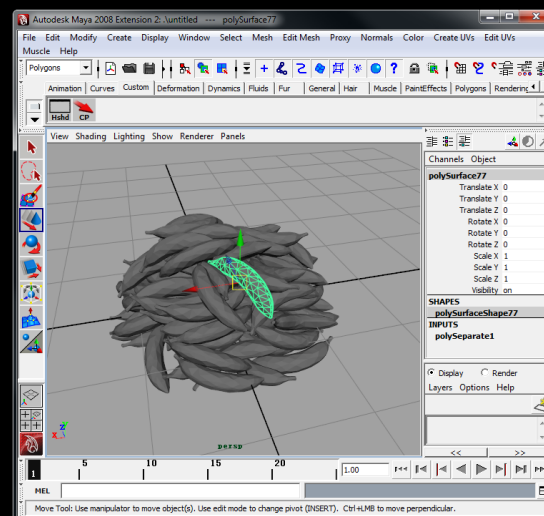 Autodesk Maya 2008 Extension 2: .\untitled --- polySurface77
File Edit Modify Create Display Window Select Mesh Edit Mesh Proxy Normals Color Create UVs Edit UVs
Muscle Help
Polygons
Animation Curves Custom Deformation Dynamics Fluids Fur General Hair Muscle PaintEffects Polygons Rendering
Hshd CP
View Shading Lighting Show Renderer Panels
Channels Object
polySurface77
Translate X 0
Translate Y 0
Translate Z 0
Rotate X 0
Rotate Y 0
Rotate Z 0
Scale X 1
Scale Y 1
Scale Z 1
Visibility on
SHAPES
polySurfaceShape77
INPUTS
polySeparate1
Display Render
Layers Options Help
<< >>
z
x
persp
1 5 10 15 20 1.00
MEL
Move Tool: Use manipulator to move object(s). Use edit mode to change pivot (INSERT). Ctrl+LMB to move perpendicular.